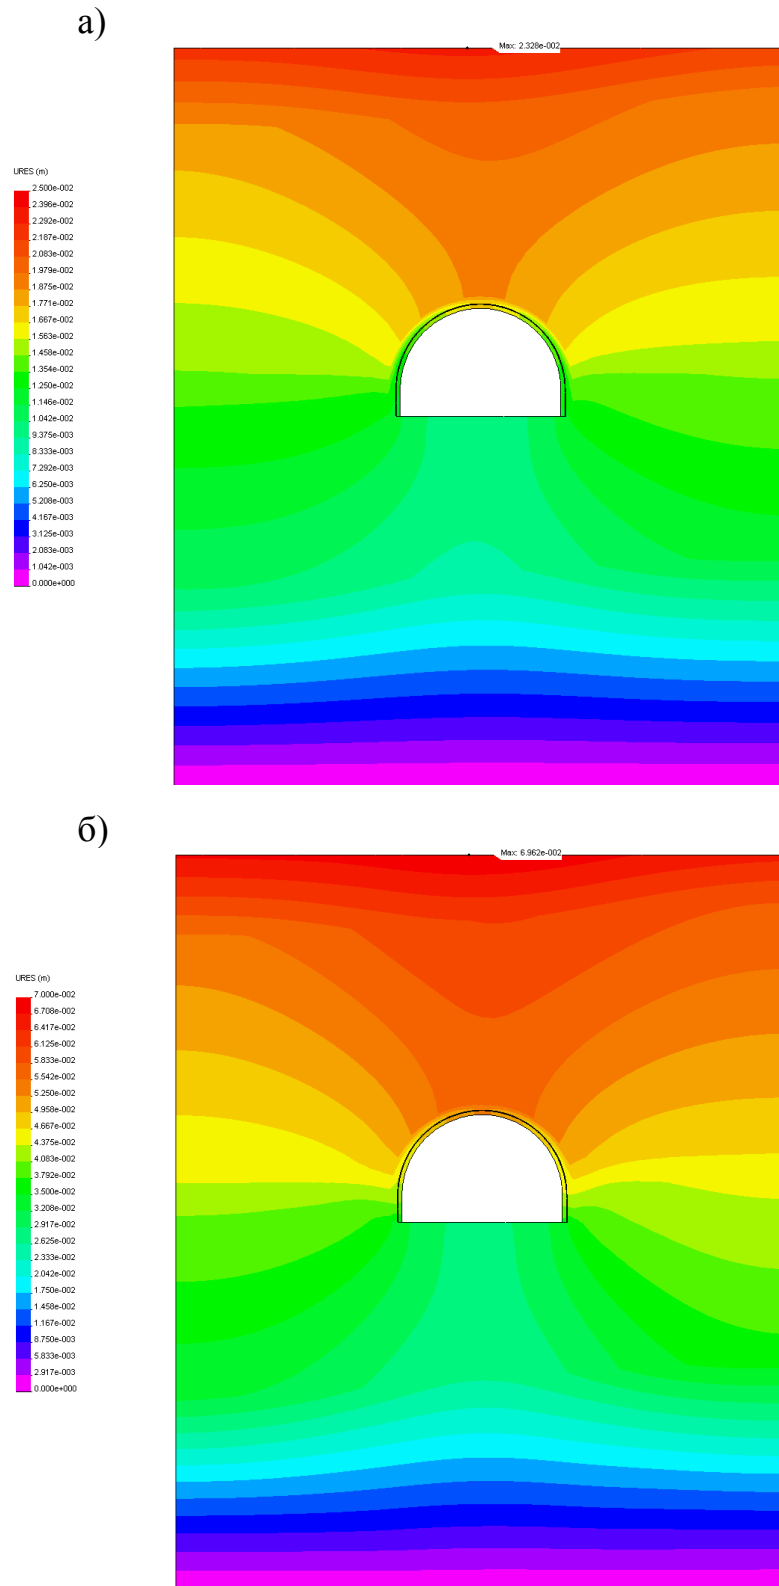 а)
Max: 2.328e-002
URES (m)
2.500e-002
2.396e-002
2.292e-002
2.187e-002
2.083e-002
1.979e-002
1.875e-002
1.771e-002
1.667e-002
1.563e-002
1.458e-002
1.354e-002
1.250e-002
1.146e-002
1.042e-002
9.375e-003
8.333e-003
7.292e-003
6.250e-003
5.208e-003
4.167e-003
3.125e-003
2.083e-003
1.042e-003
0.000e+000
б)
Max: 6.962e-002
URES (m)
7.000e-002
6.708e-002
6.417e-002
6.125e-002
5.833e-002
5.542e-002
5.250e-002
4.958e-002
4.667e-002
4.375e-002
4.083e-002
3.792e-002
3.500e-002
3.208e-002
2.917e-002
2.625e-002
2.333e-002
2.042e-002
1.750e-002
1.458e-002
1.167e-002
8.750e-003
5.833e-003
2.917e-003
0.000e+000